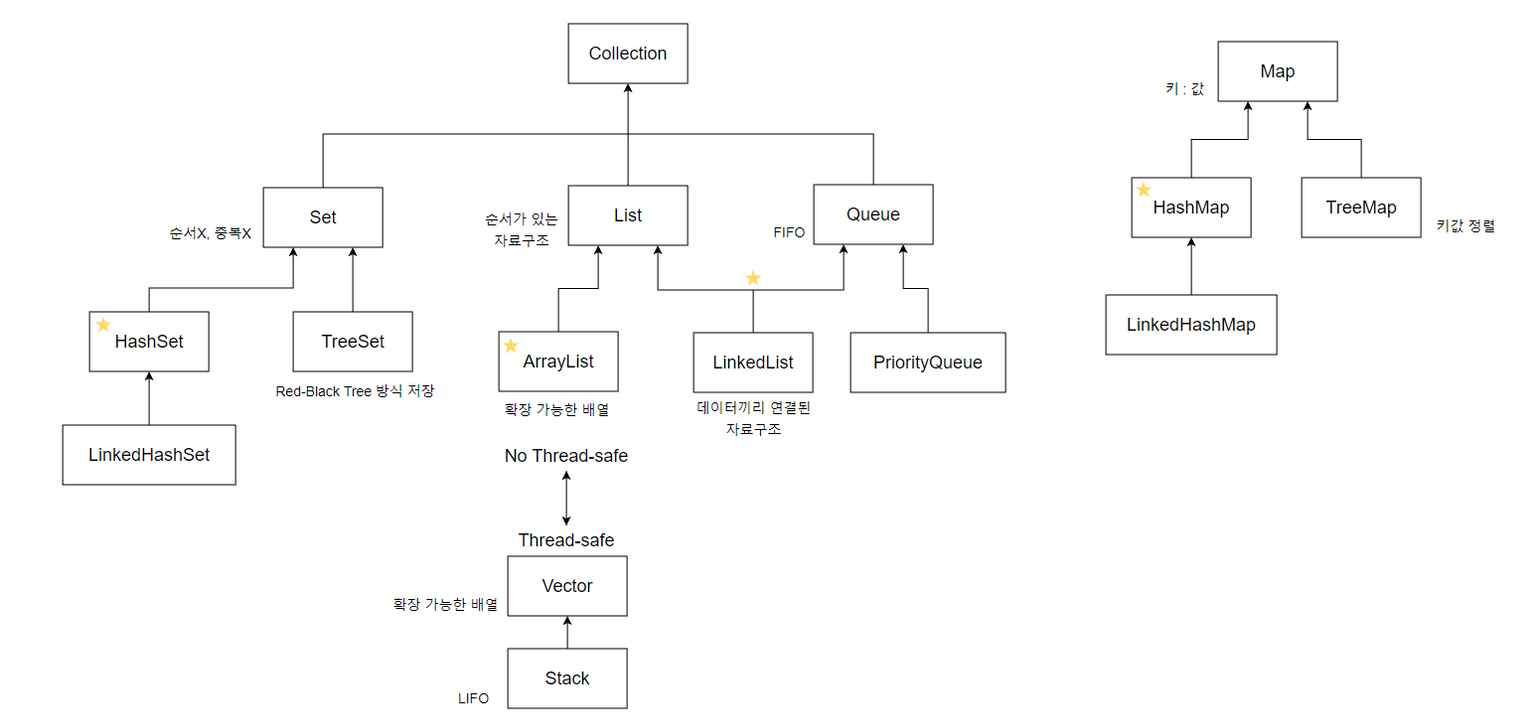 Collection
Map
키 : 값
Set
List
Queue
순서X, 중복X
순서가 있는
자료구조
FIFO
HashMap
TreeMap
키값 정렬
HashSet
TreeSet
ArrayList
LinkedList
PriorityQueue
LinkedHashMap
Red-Black Tree 방식 저장
확장 가능한 배열
데이터끼리 연결된
자료구조
LinkedHashSet
No Thread-safe
Thread-safe
Vector
확장 가능한 배열
Stack
LIFO